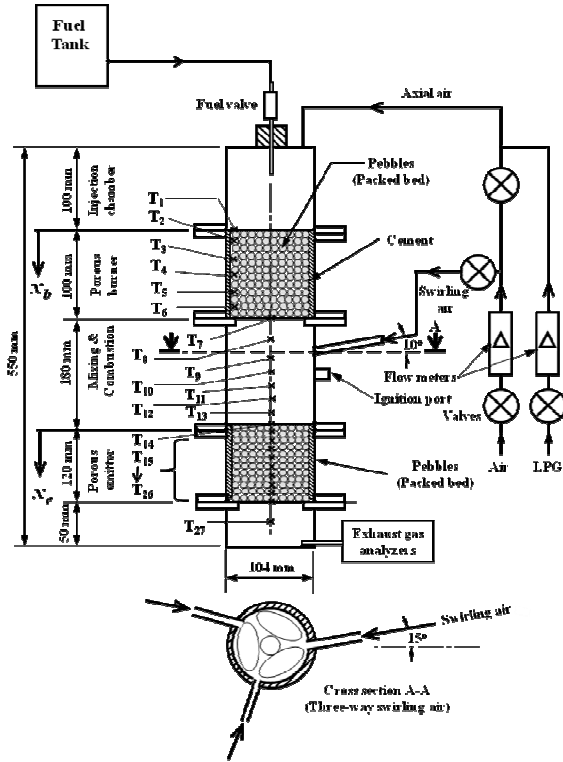 Fuel
Tank
Fuel valve
Axial air
Pebbles
(Packed bed)
Cement
100 mm
Injection
chamber
T1
T2
T3
T4
T5
T6
100 mm
Porous
burner
xb
550 mm
Swirling
air
A
10°
T7
T8
T9
T10
T11
T12
T13
180 mm
Mixing &
Combustion
Flow meters
Ignition port
Valves
Air
LPG
T14
T15
T26
120 mm
Porous
emitter
xe
Pebbles
(Packed bed)
50 mm
T27
Exhaust gas
analyzers
104 mm
Swirling air
15°
Cross section A-A
(Three-way swirling air)